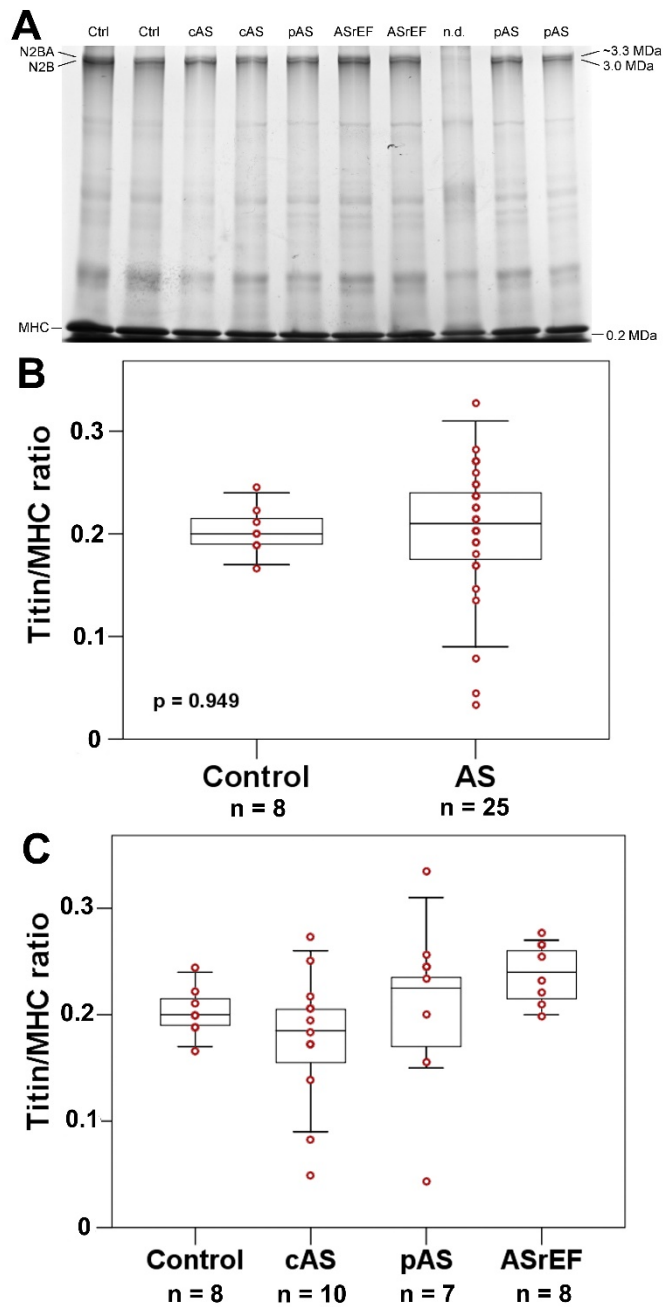 A
Ctrl Ctrl cAS cAS pAS ASrEF ASrEF n.d. pAS pAS
N2BA
N2B
~3.3 MDa
3.0 MDa
MHC
0.2 MDa
B
Titin/MHC ratio
0.3
0.2
0.1
0
p = 0.949
Control AS
n = 8 n = 25
C
Titin/MHC ratio
0.3
0.2
0.1
0
Control cAS pAS ASrEF
n = 8 n = 10 n = 7 n = 8